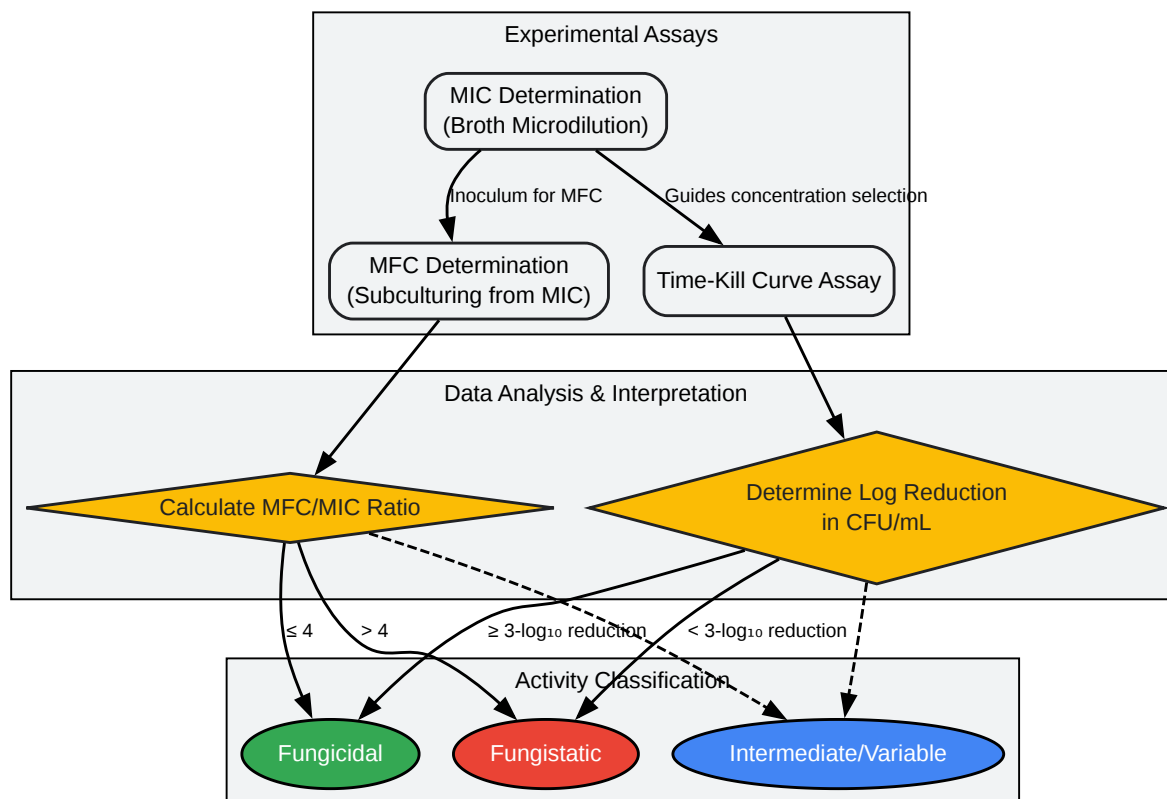 Experimental Assays
MIC Determination
(Broth Microdilution)
Inoculum for MFC
Guides concentration selection
MFC Determination
(Subculturing from MIC)
Time-Kill Curve Assay
Data Analysis & Interpretation
Calculate MFC/MIC Ratio
Determine Log Reduction
in CFU/mL
≤ 4
> 4
≥ 3-log₁₀ reduction
< 3-log₁₀ reduction
Activity Classification
Fungicidal
Fungistatic
Intermediate/Variable